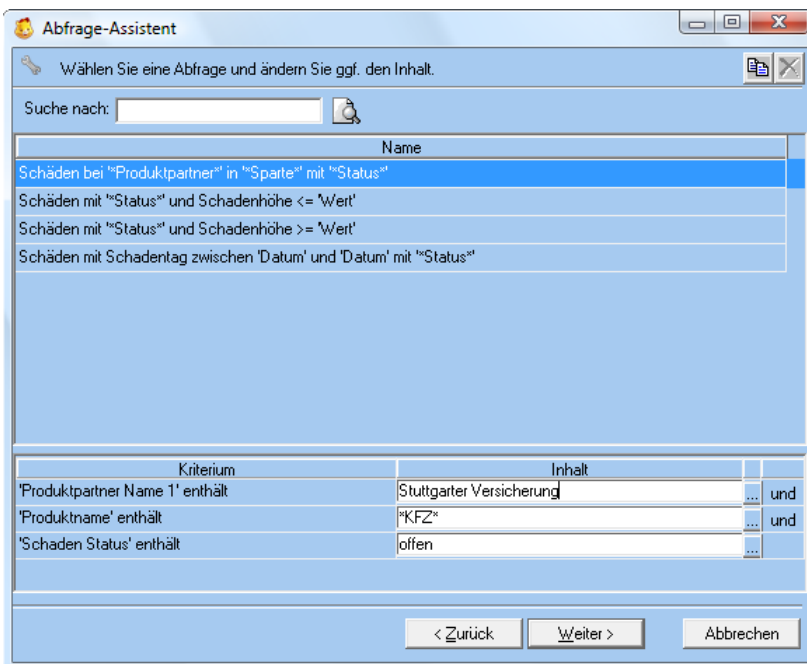 Abfrage-Assistent
Wählen Sie eine Abfrage und ändern Sie ggf. den Inhalt.
Suche nach:
Name
Schäden bei '*Produktpartner*' in '*Sparte*' mit '*Status*'
Schäden mit '*Status*' und Schadenhöhe <= 'Wert'
Schäden mit '*Status*' und Schadenhöhe >= 'Wert'
Schäden mit Schadentag zwischen 'Datum' und 'Datum' mit '*Status*'
Kriterium Inhalt
'Produktpartner Name 1' enthält Stuttgarter Versicherung ... und
'Produktname' enthält *KFZ* ... und
'Schaden Status' enthält offen ...
< Zurück Weiter > Abbrechen